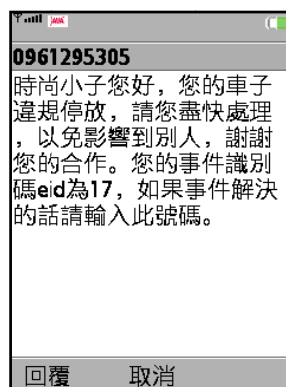 JAVA
0961295305
時尚小子您好，您的車子
違規停放，請您盡快處理
，以免影響到別人，謝謝
您的合作。您的事件識別
碼eid為17，如果事件解決
的話請輸入此號碼。
回覆 取消